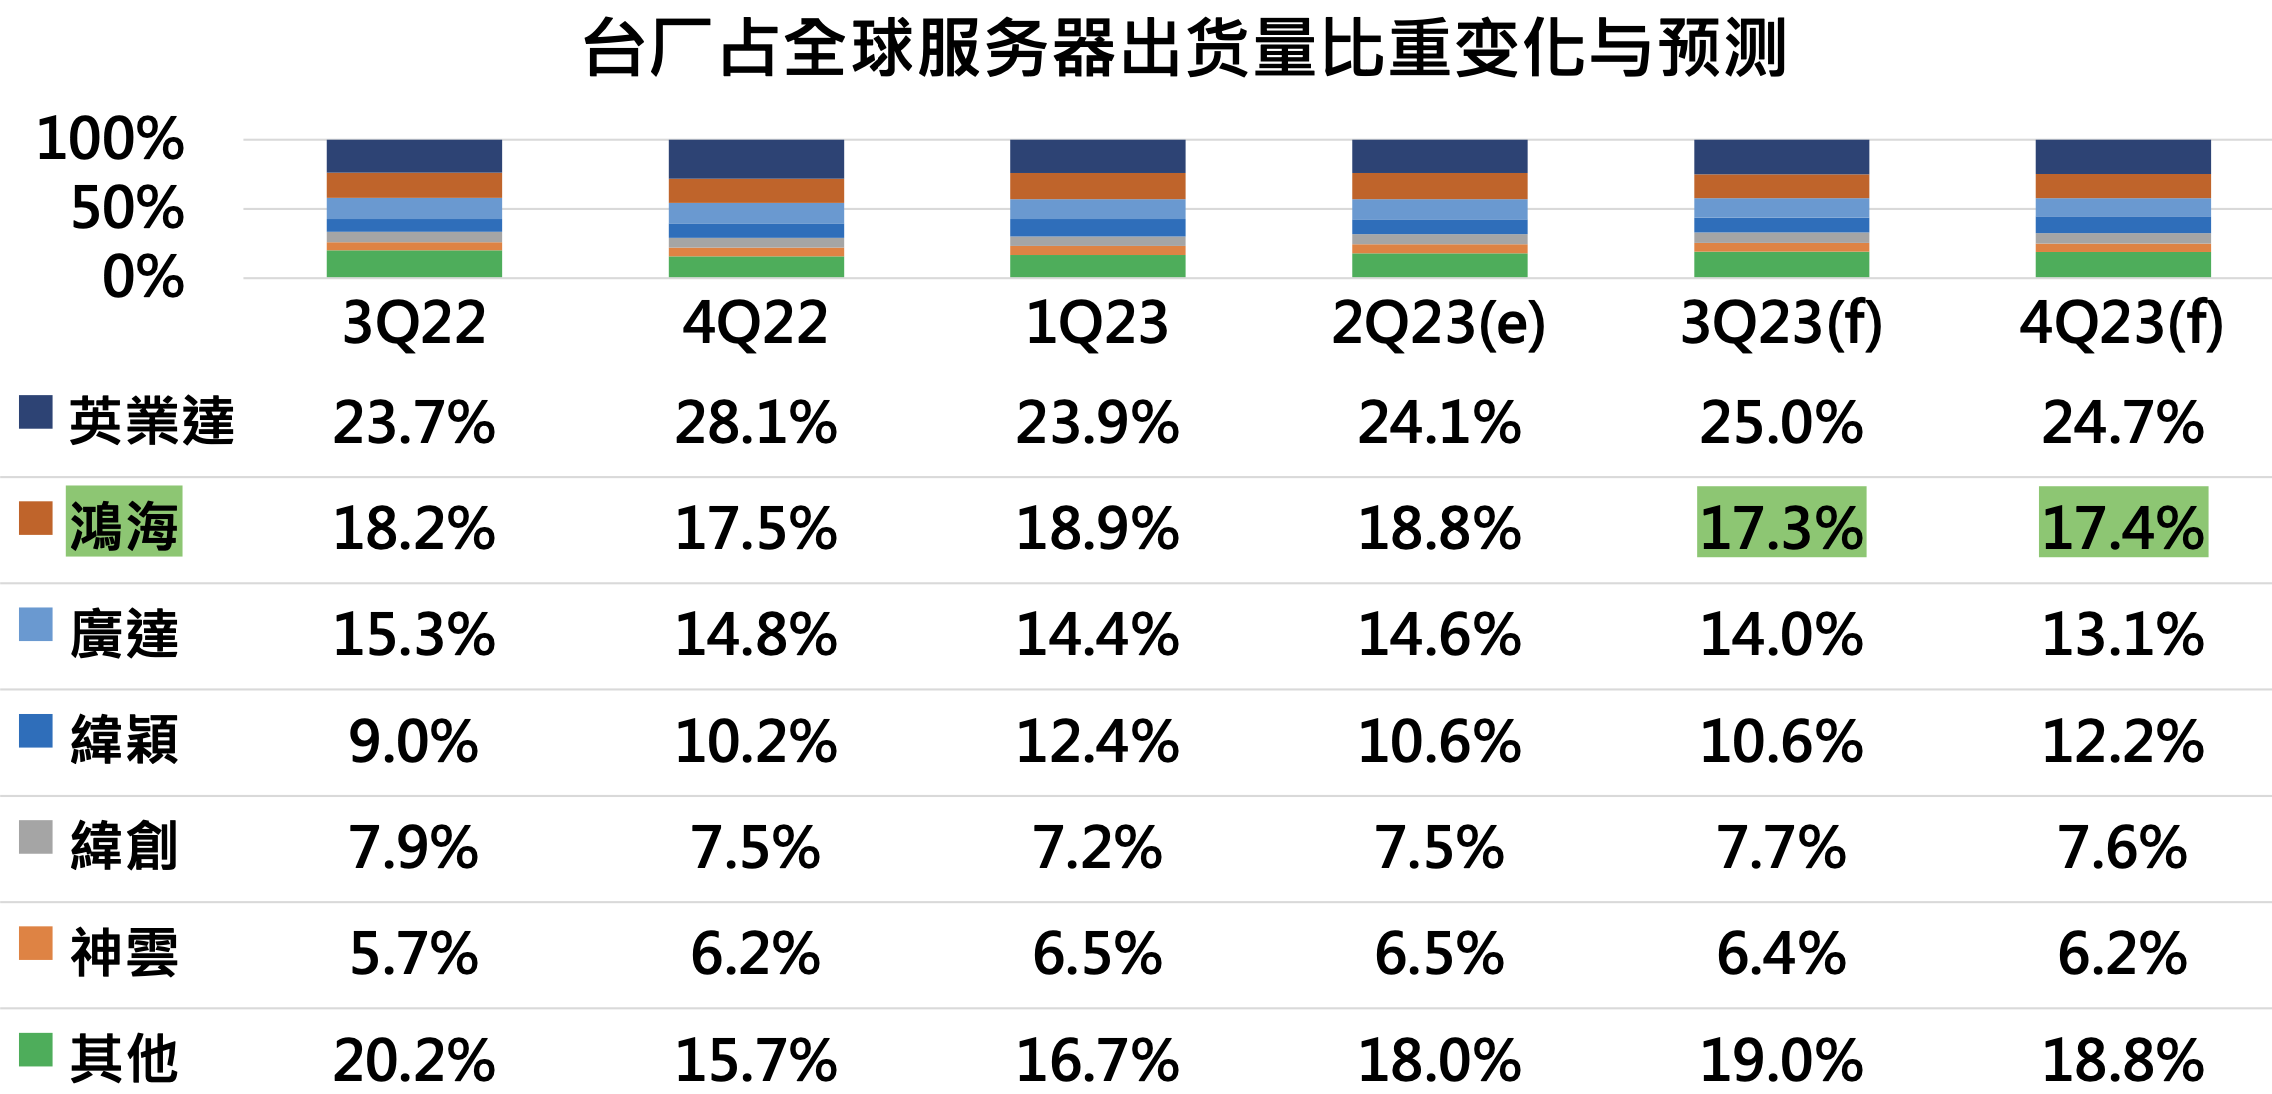 台厂占全球服务器出货量比重变化与预测
100%
50%
0%
3Q22 4Q22 1Q23 2Q23(e) 3Q23(f) 4Q23(f)
英業達 23.7% 28.1% 23.9% 24.1% 25.0% 24.7%
鴻海 18.2% 17.5% 18.9% 18.8% 17.3% 17.4%
廣達 15.3% 14.8% 14.4% 14.6% 14.0% 13.1%
緯穎 9.0% 10.2% 12.4% 10.6% 10.6% 12.2%
緯創 7.9% 7.5% 7.2% 7.5% 7.7% 7.6%
神雲 5.7% 6.2% 6.5% 6.5% 6.4% 6.2%
其他 20.2% 15.7% 16.7% 18.0% 19.0% 18.8%